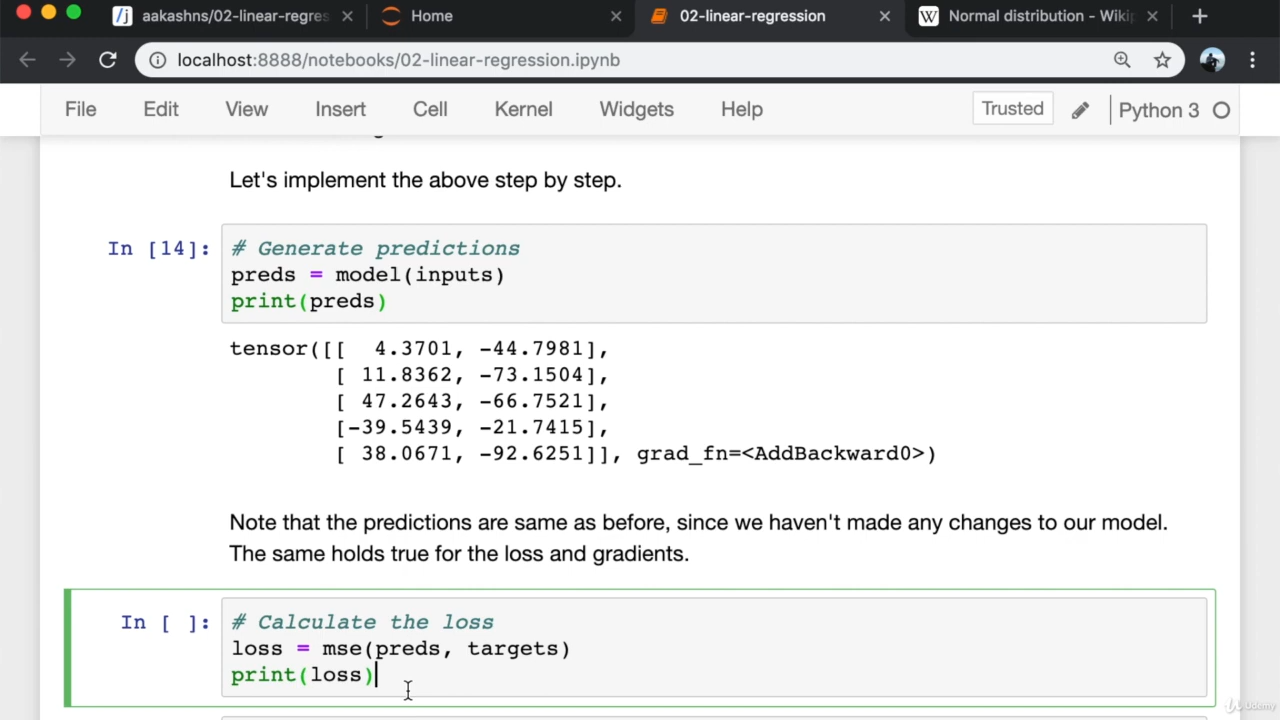 aakashns/02-linear-regres
Home
02-linear-regression
Normal distribution - Wiki
localhost:8888/notebooks/02-linear-regression.ipynb
File Edit View Insert Cell Kernel Widgets Help Trusted Python 3
Let's implement the above step by step.
In [14]:
# Generate predictions
preds = model(inputs)
print(preds)
tensor([[  4.3701, -44.7981],
[ 11.8362, -73.1504],
[ 47.2643, -66.7521],
[-39.5439, -21.7415],
[ 38.0671, -92.6251]], grad_fn=<AddBackward0>)
Note that the predictions are same as before, since we haven't made any changes to our model.
The same holds true for the loss and gradients.
In [ ]:
# Calculate the loss
loss = mse(preds, targets)
print(loss)
Udemy